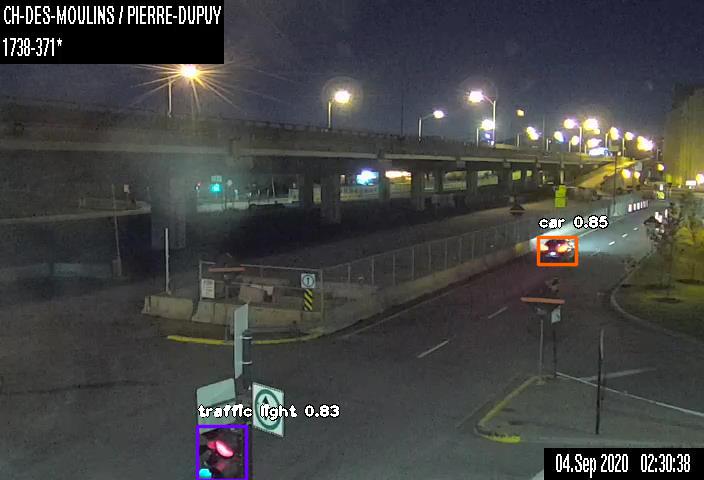 CH-DES-MOULINS / PIERRE-DUPUY
1738-371*
car 0.85
traffic light 0.83
04.Sep 2020 02:30:38